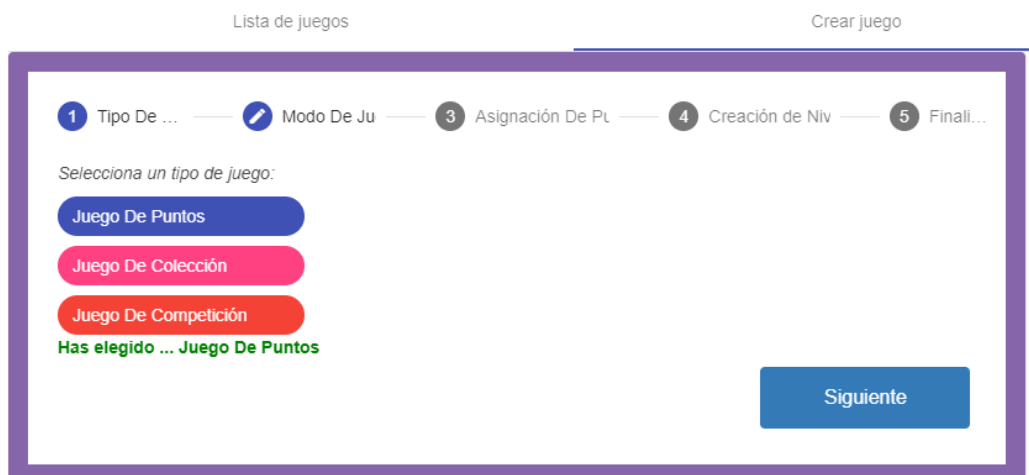 Lista de juegos
Crear juego
1 Tipo De ...
Modo De Ju
3 Asignación De Pu
4 Creación de Niv
5 Finali...
Selecciona un tipo de juego:
Juego De Puntos
Juego De Colección
Juego De Competición
Has elegido ... Juego De Puntos
Siguiente